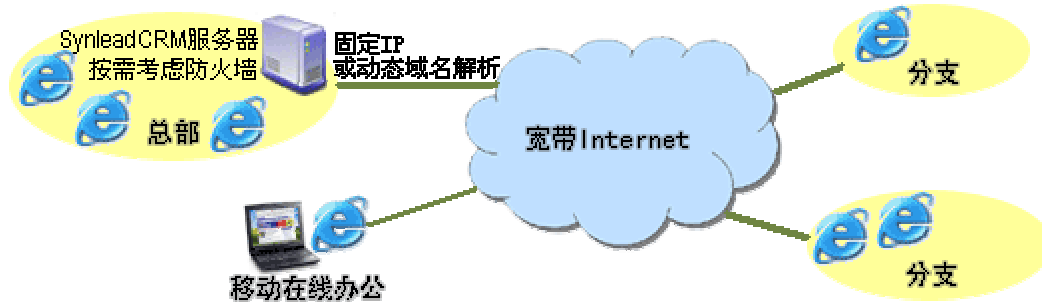 SynleadCRM服务器
按需考虑防火墙
总部
固定IP
或动态域名解析
宽带Internet
分支
移动在线办公
分支